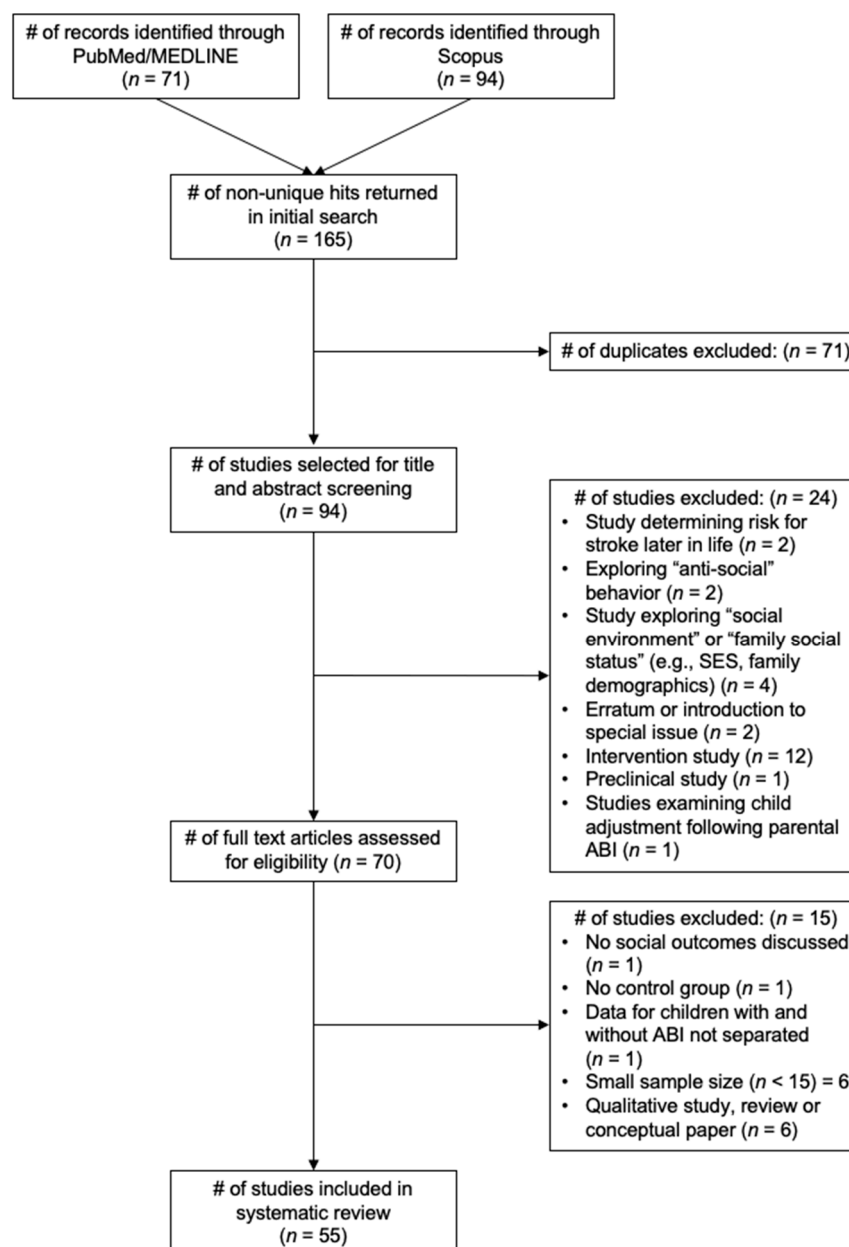 # of records identified through
PubMed/MEDLINE
(n = 71)
# of records identified through
Scopus
(n = 94)
# of non-unique hits returned
in initial search
(n = 165)
# of duplicates excluded: (n = 71)
# of studies selected for title
and abstract screening
(n = 94)
# of studies excluded: (n = 24)
• Study determining risk for
stroke later in life (n = 2)
• Exploring “anti-social”
behavior (n = 2)
• Study exploring “social
environment” or “family social
status” (e.g., SES, family
demographics) (n = 4)
• Erratum or introduction to
special issue (n = 2)
• Intervention study (n = 12)
• Preclinical study (n = 1)
• Studies examining child
adjustment following parental
ABI (n = 1)
# of full text articles assessed
for eligibility (n = 70)
# of studies excluded: (n = 15)
• No social outcomes discussed
(n = 1)
• No control group (n = 1)
• Data for children with and
without ABI not separated
(n = 1)
• Small sample size (n < 15) = 6
• Qualitative study, review or
conceptual paper (n = 6)
# of studies included in
systematic review
(n = 55)